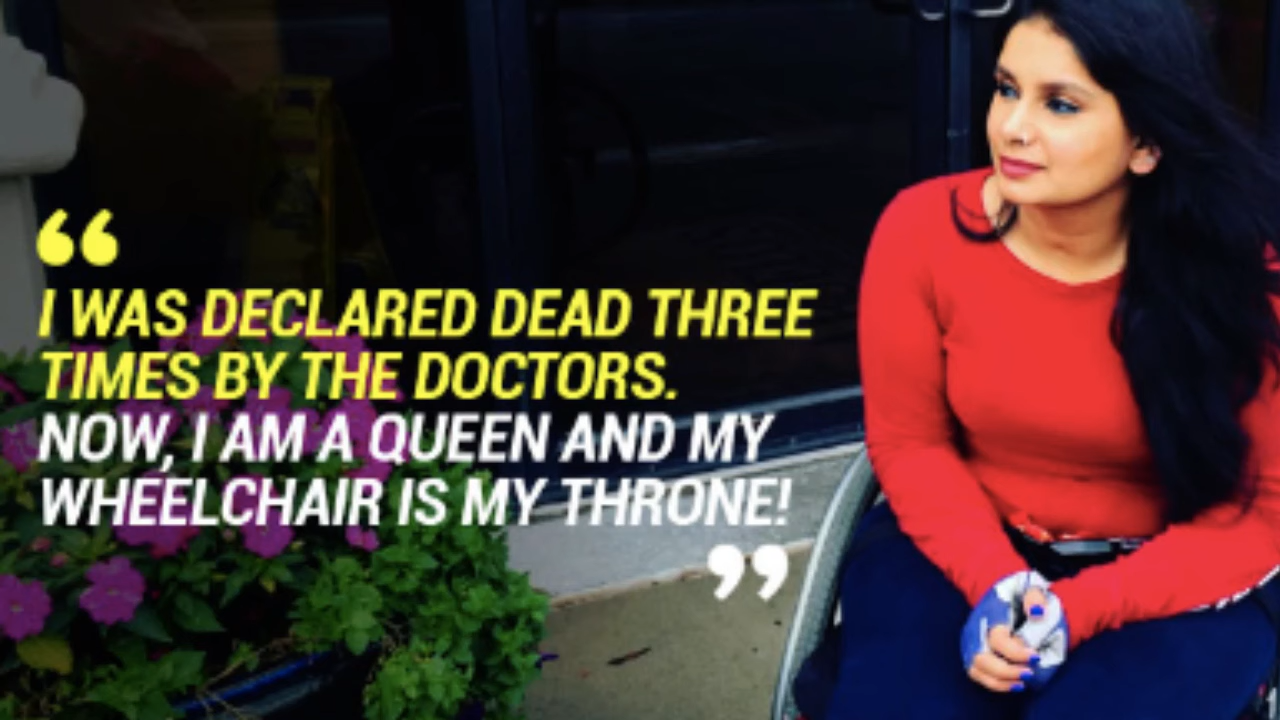 “
I WAS DECLARED DEAD THREE
TIMES BY THE DOCTORS.
NOW, I AM A QUEEN AND MY
WHEELCHAIR IS MY THRONE!
”